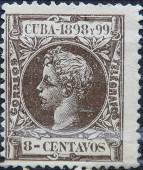 CUBA-1898 Y 99
CORREOS
TELEGRAFOS
8-CENTAVOS